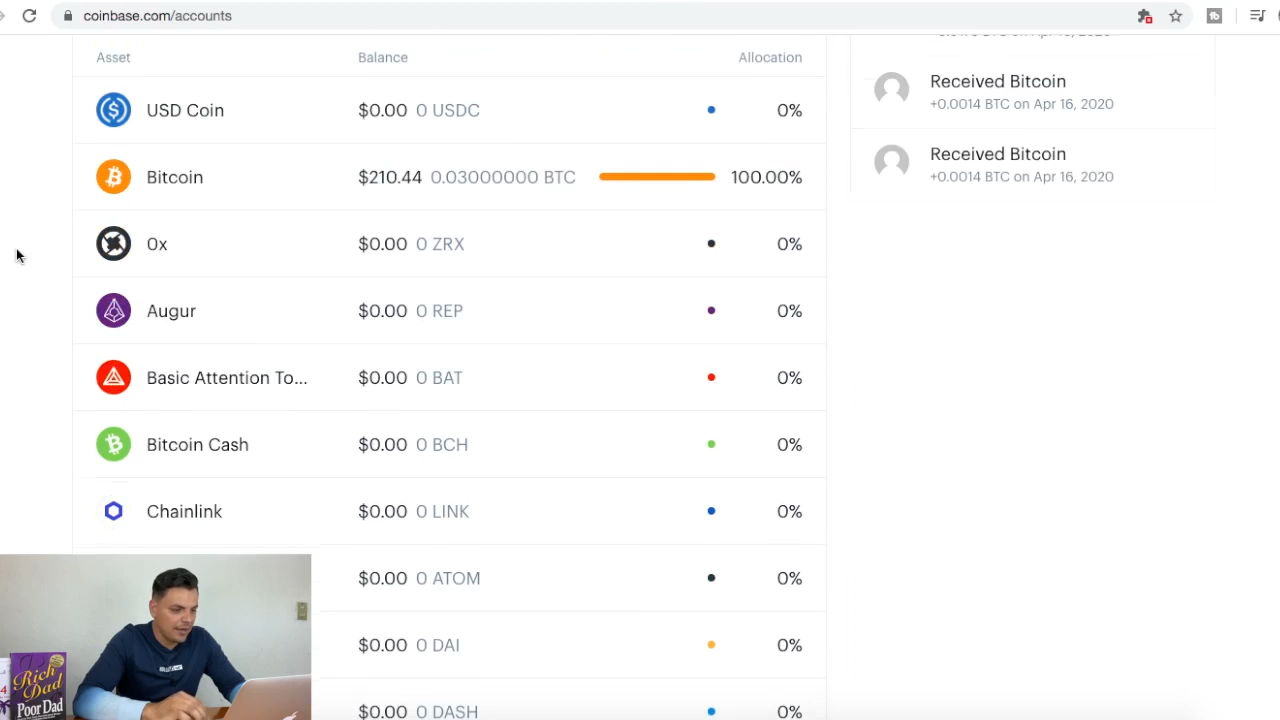 coinbase.com/accounts
Asset Balance Allocation
USD Coin $0.00 0 USDC 0%
Bitcoin $210.44 0.03000000 BTC 100.00%
0x $0.00 0 ZRX 0%
Augur $0.00 0 REP 0%
Basic Attention To... $0.00 0 BAT 0%
Bitcoin Cash $0.00 0 BCH 0%
Chainlink $0.00 0 LINK 0%
$0.00 0 ATOM 0%
$0.00 0 DAI 0%
$0.00 0 DASH 0%
Received Bitcoin
+0.0014 BTC on Apr 16, 2020
Received Bitcoin
+0.0014 BTC on Apr 16, 2020
Rich
Dad
Poor Dad